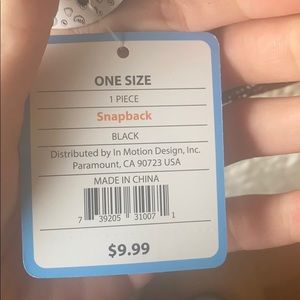 ONE SIZE
1 PIECE
Snapback
BLACK
Distributed by In Motion Design, Inc.
Paramount, CA 90723 USA
MADE IN CHINA
7 39205 31007 1
$9.99